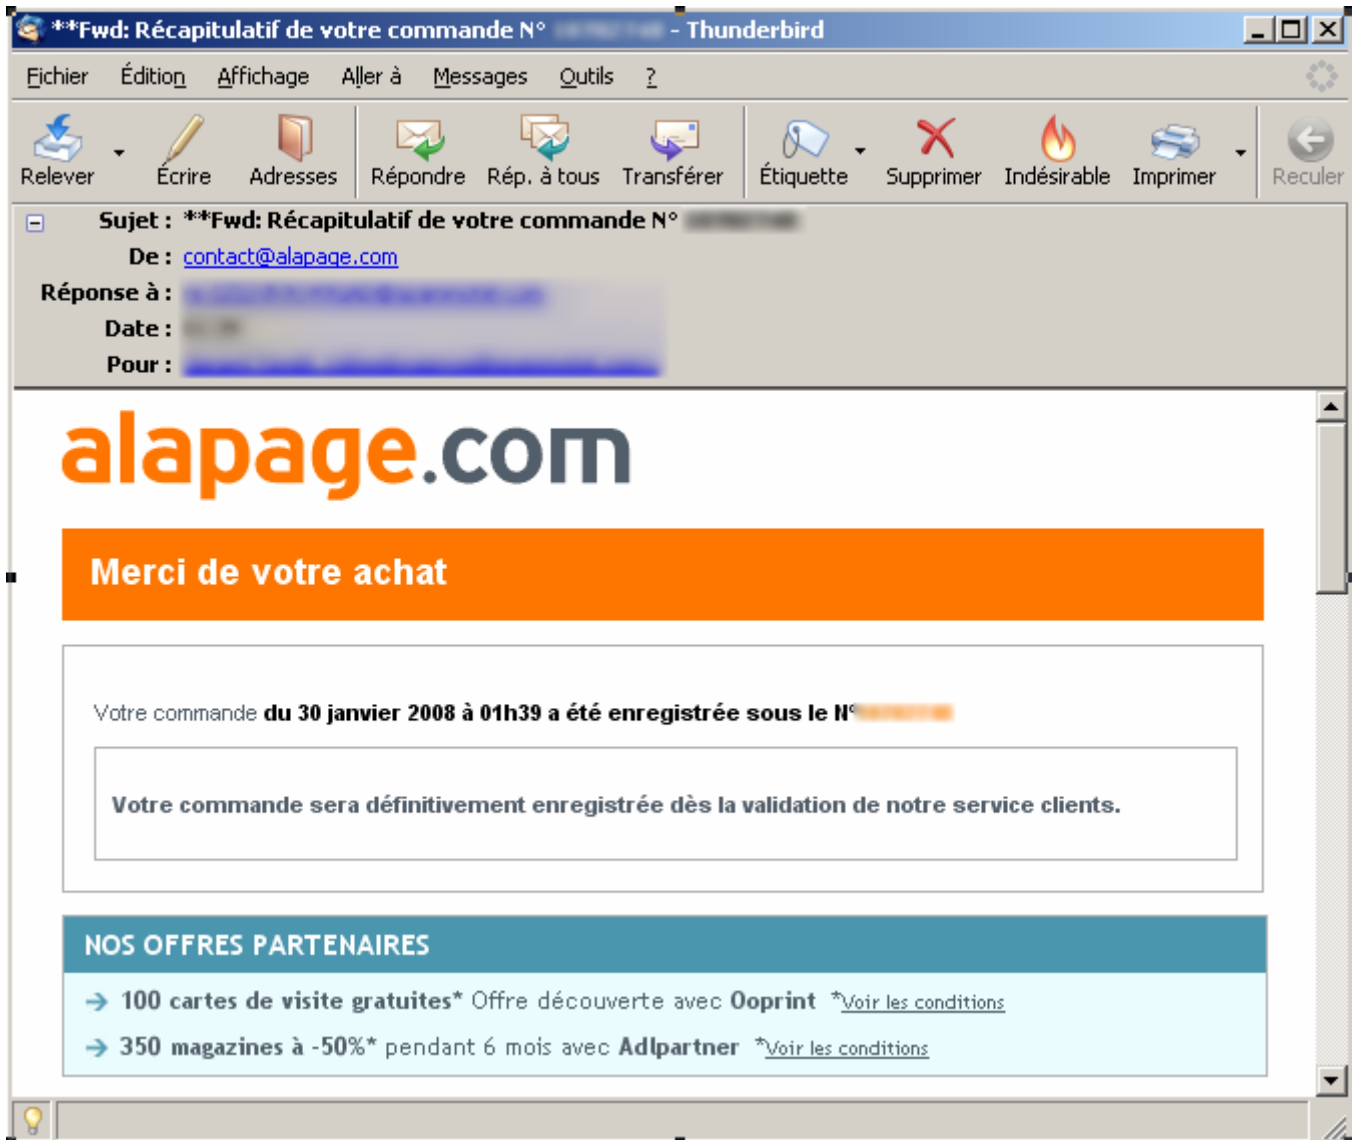 **Fwd: Récapitulatif de votre commande N° - Thunderbird
Fichier Édition Affichage Aller à Messages Outils ?
Relever Écrire Adresses Répondre Rép. à tous Transférer Étiquette Supprimer Indésirable Imprimer Reculer
Sujet : **Fwd: Récapitulatif de votre commande N°
De : contact@alapage.com
Réponse à :
Date :
Pour :
alapage.com
Merci de votre achat
Votre commande du 30 janvier 2008 à 01h39 a été enregistrée sous le N°
Votre commande sera définitivement enregistrée dès la validation de notre service clients.
NOS OFFRES PARTENAIRES
100 cartes de visite gratuites* Offre découverte avec Ooprint *Voir les conditions
350 magazines à -50%* pendant 6 mois avec Adlpartner *Voir les conditions